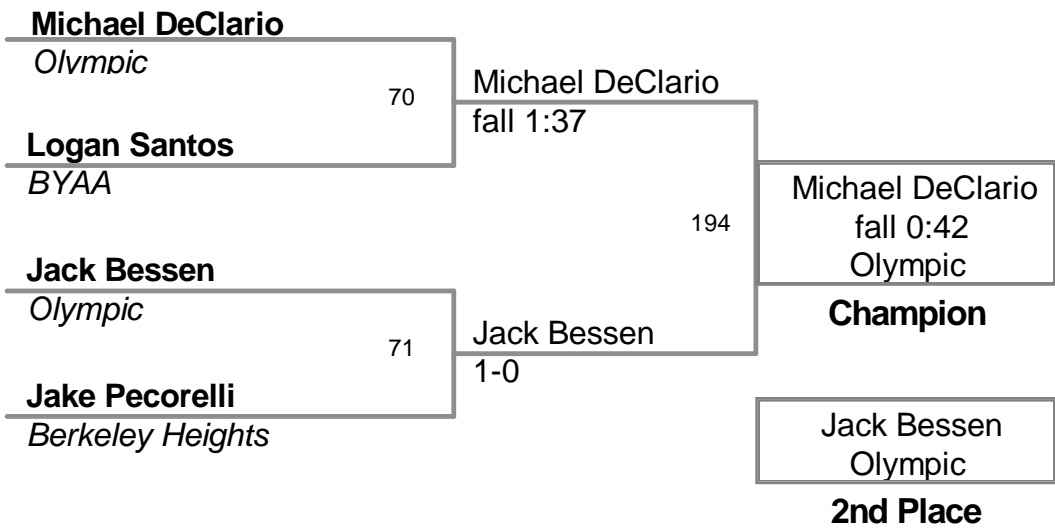 Michael DeClario
Olympic
70
Logan Santos
BYAA
Michael DeClario
fall 1:37
Jack Bessen
Olympic
71
Jake Pecorelli
Berkeley Heights
Jack Bessen
1-0
194
Michael DeClario
fall 0:42
Olympic
Champion
Jack Bessen
Olympic
2nd Place